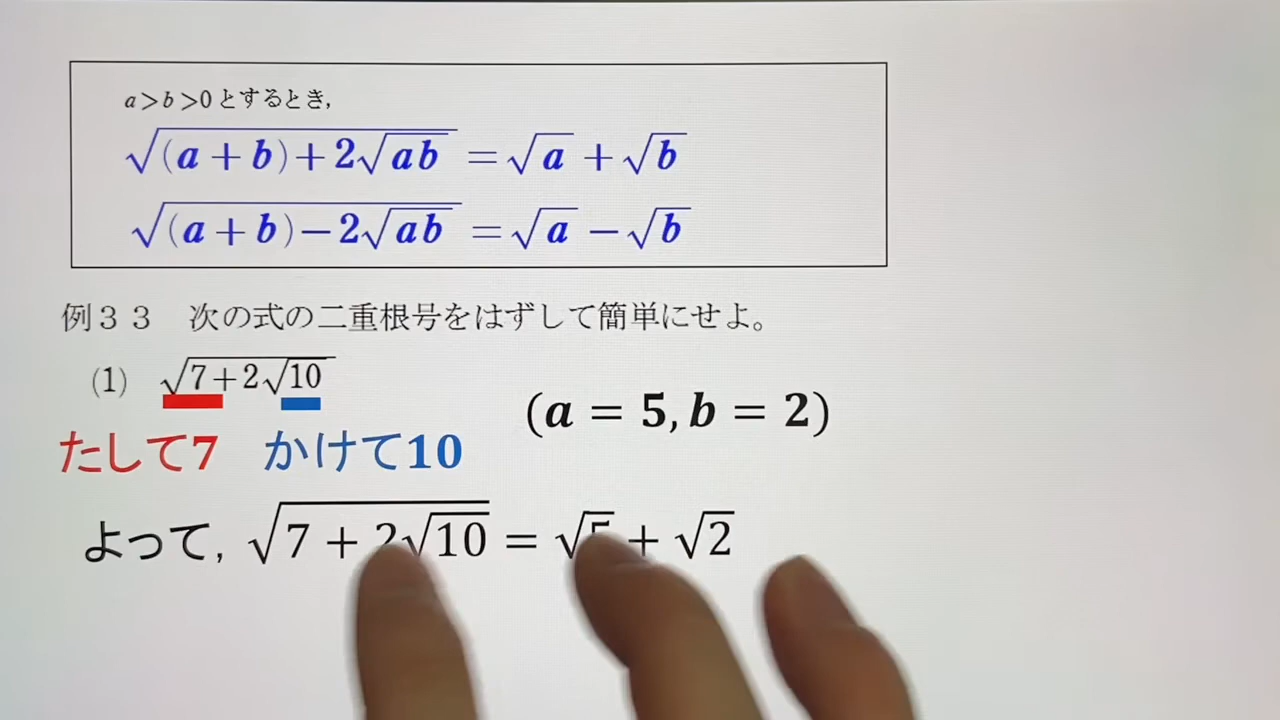 a>b>0とするとき,
√((a+b)+2√(ab)) = √a + √b
√((a+b)−2√(ab)) = √a − √b
例３３ 次の式の二重根号をはずして簡単にせよ。
(1) √(7+2√10)
たして7 かけて10
(a = 5, b = 2)
よって, √(7 + 2√10) = √5 + √2